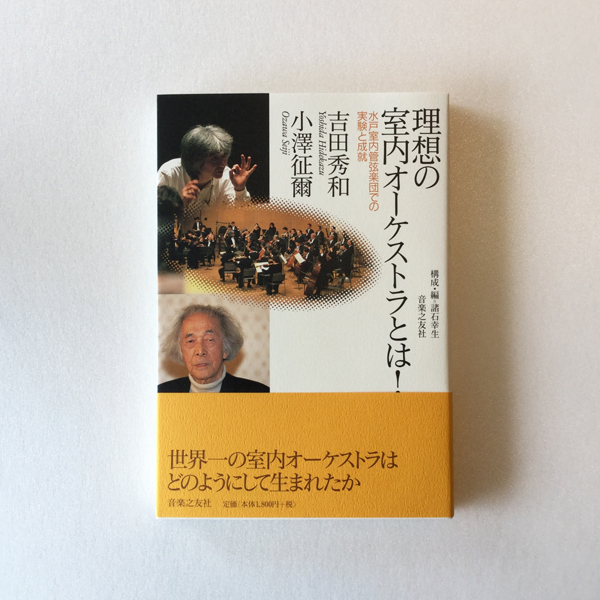 理想の
室内オーケストラとは!
水戸室内管弦楽団での
実験と成就
吉田秀和
Yoshida Hidekazu
小澤征爾
Ozawa Seiji
構成・編=諸石幸生
音楽之友社
世界一の室内オーケストラは
どのようにして生まれたか
音楽之友社 定価(本体1,800円+税)